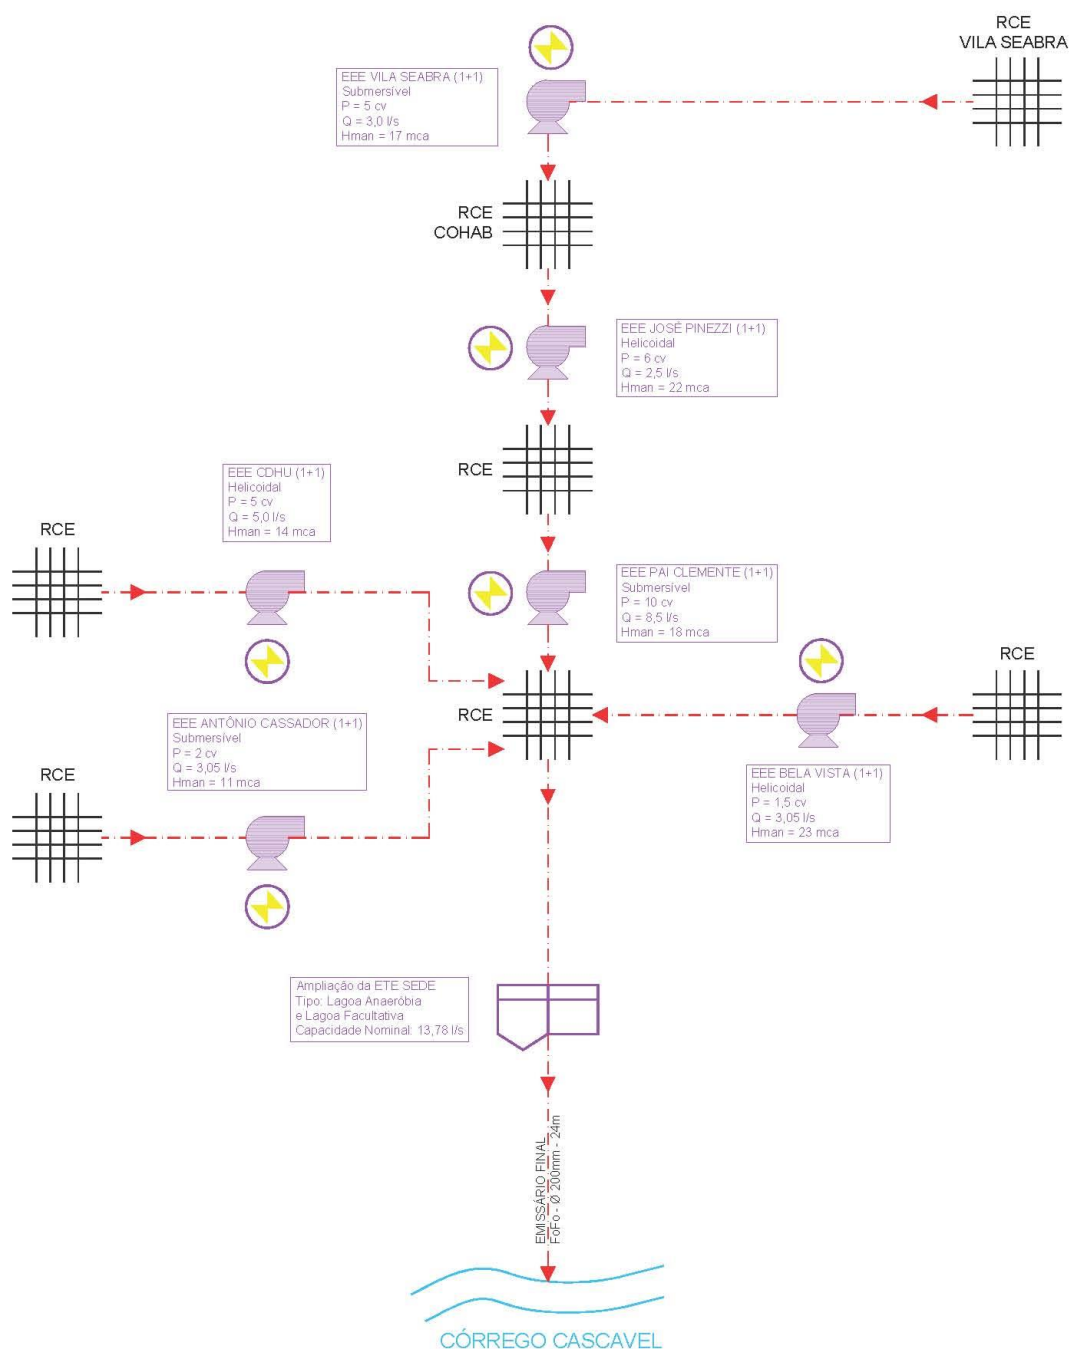 RCE
VILA SEABRA
EEE VILA SEABRA (1+1)
Submersível
P = 5 cv
Q = 3,0 l/s
Hman = 17 mca
RCE
COHAB
EEE JOSÉ PINEZZI (1+1)
Helicoidal
P = 6 cv
Q = 2,5 l/s
Hman = 22 mca
RCE
EEE CDHU (1+1)
Helicoidal
P = 5 cv
Q = 5,0 l/s
Hman = 14 mca
RCE
EEE PAI CLEMENTE (1+1)
Submersível
P = 10 cv
Q = 8,5 l/s
Hman = 18 mca
RCE
RCE
EEE ANTÔNIO CASSADOR (1+1)
Submersível
P = 2 cv
Q = 3,05 l/s
Hman = 11 mca
RCE
EEE BELA VISTA (1+1)
Helicoidal
P = 1,5 cv
Q = 3,05 l/s
Hman = 23 mca
Ampliação da ETE SEDE
Tipo: Lagoa Anaeróbia
e Lagoa Facultativa
Capacidade Nominal: 13,78 l/s
EMISSÁRIO FINAL
FoFo - Ø 200mm - 24m
CÓRREGO CASCAVEL